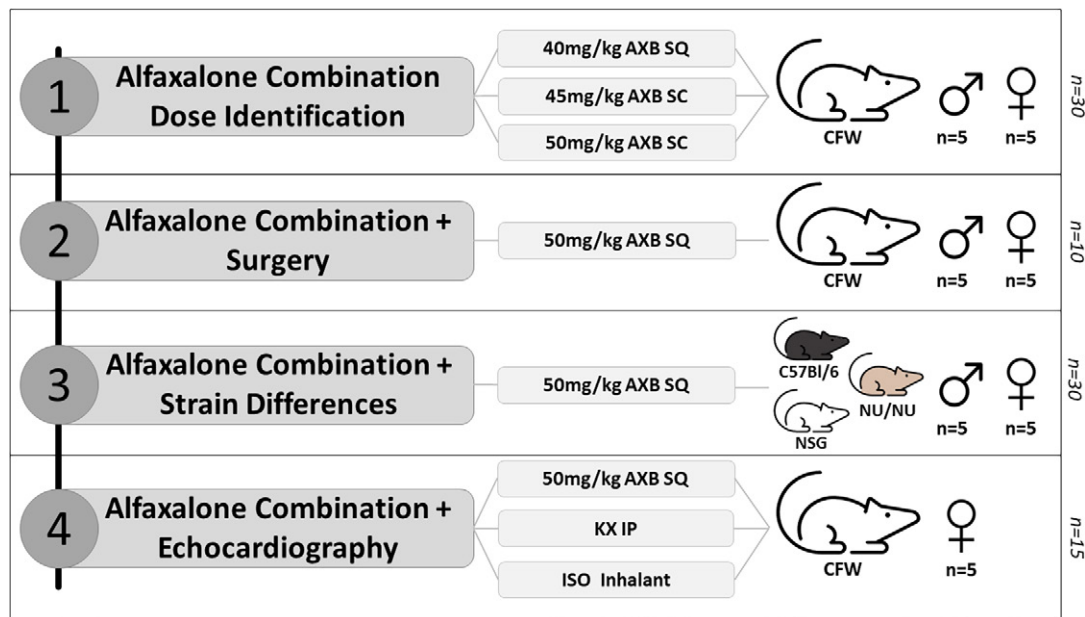 1
Alfaxalone Combination
Dose Identification
40mg/kg AXB SQ
45mg/kg AXB SC
50mg/kg AXB SC
CFW
n=5
n=5
n=30
2
Alfaxalone Combination +
Surgery
50mg/kg AXB SQ
CFW
n=5
n=5
n=10
3
Alfaxalone Combination +
Strain Differences
50mg/kg AXB SQ
C57Bl/6
NU/NU
NSG
n=5
n=5
n=30
4
Alfaxalone Combination +
Echocardiography
50mg/kg AXB SQ
KX IP
ISO Inhalant
CFW
n=5
n=15